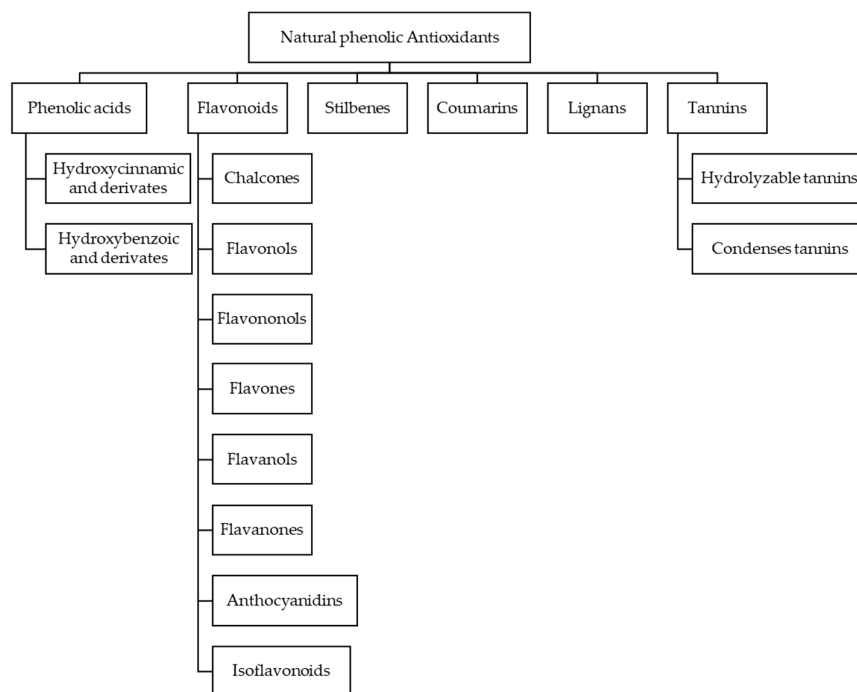 Natural phenolic Antioxidants
Phenolic acids
Flavonoids
Stilbenes
Coumarins
Lignans
Tannins
Hydroxycinnamic
and derivates
Hydroxybenzoic
and derivates
Chalcones
Flavonols
Flavononols
Flavones
Flavanols
Flavanones
Anthocyanidins
Isoflavonoids
Hydrolyzable tannins
Condenses tannins